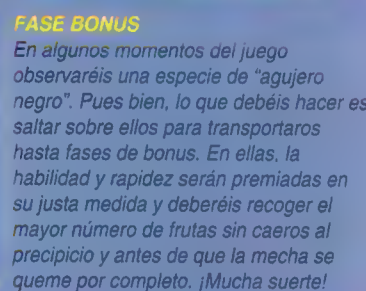 FASE BONUS
En algunos momentos del juego
observaréis una especie de "agujero
negro". Pues bien, lo que debéis hacer es
saltar sobre ellos para transportaros
hasta fases de bonus. En ellas, la
habilidad y rapidez serán premiadas en
su justa medida y deberéis recoger el
mayor número de frutas sin caeros al
precipicio y antes de que la mecha se
queme por completo. ¡Mucha suerte!